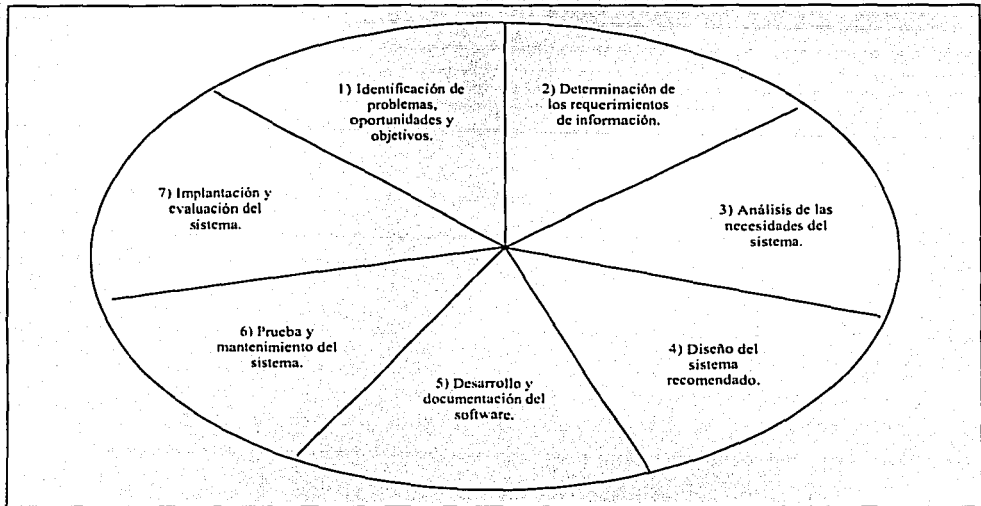 1) Identificación de
problemas,
oportunidades y
objetivos.
2) Determinación de
los requerimientos
de información.
3) Análisis de las
necesidades del
sistema.
4) Diseño del
sistema
recomendado.
5) Desarrollo y
documentación del
software.
6) Prueba y
mantenimiento del
sistema.
7) Implantación y
evaluación del
sistema.